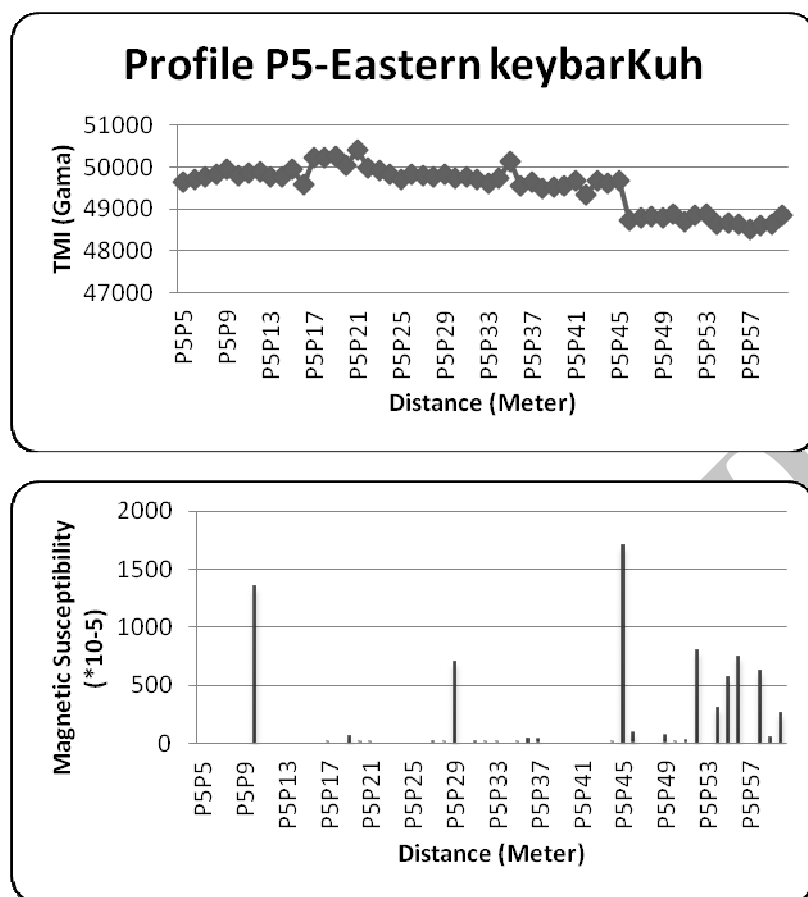 Profile P5-Eastern keybarKuh
TMI (Gama)
51000
50000
49000
48000
47000
P5P5
P5P9
P5P13
P5P17
P5P21
P5P25
P5P29
P5P33
P5P37
P5P41
P5P45
P5P49
P5P53
P5P57
Distance (Meter)
Magnetic Susceptibility
(*10-5)
2000
1500
1000
500
0
P5P5
P5P9
P5P13
P5P17
P5P21
P5P25
P5P29
P5P33
P5P37
P5P41
P5P45
P5P49
P5P53
P5P57
Distance (Meter)